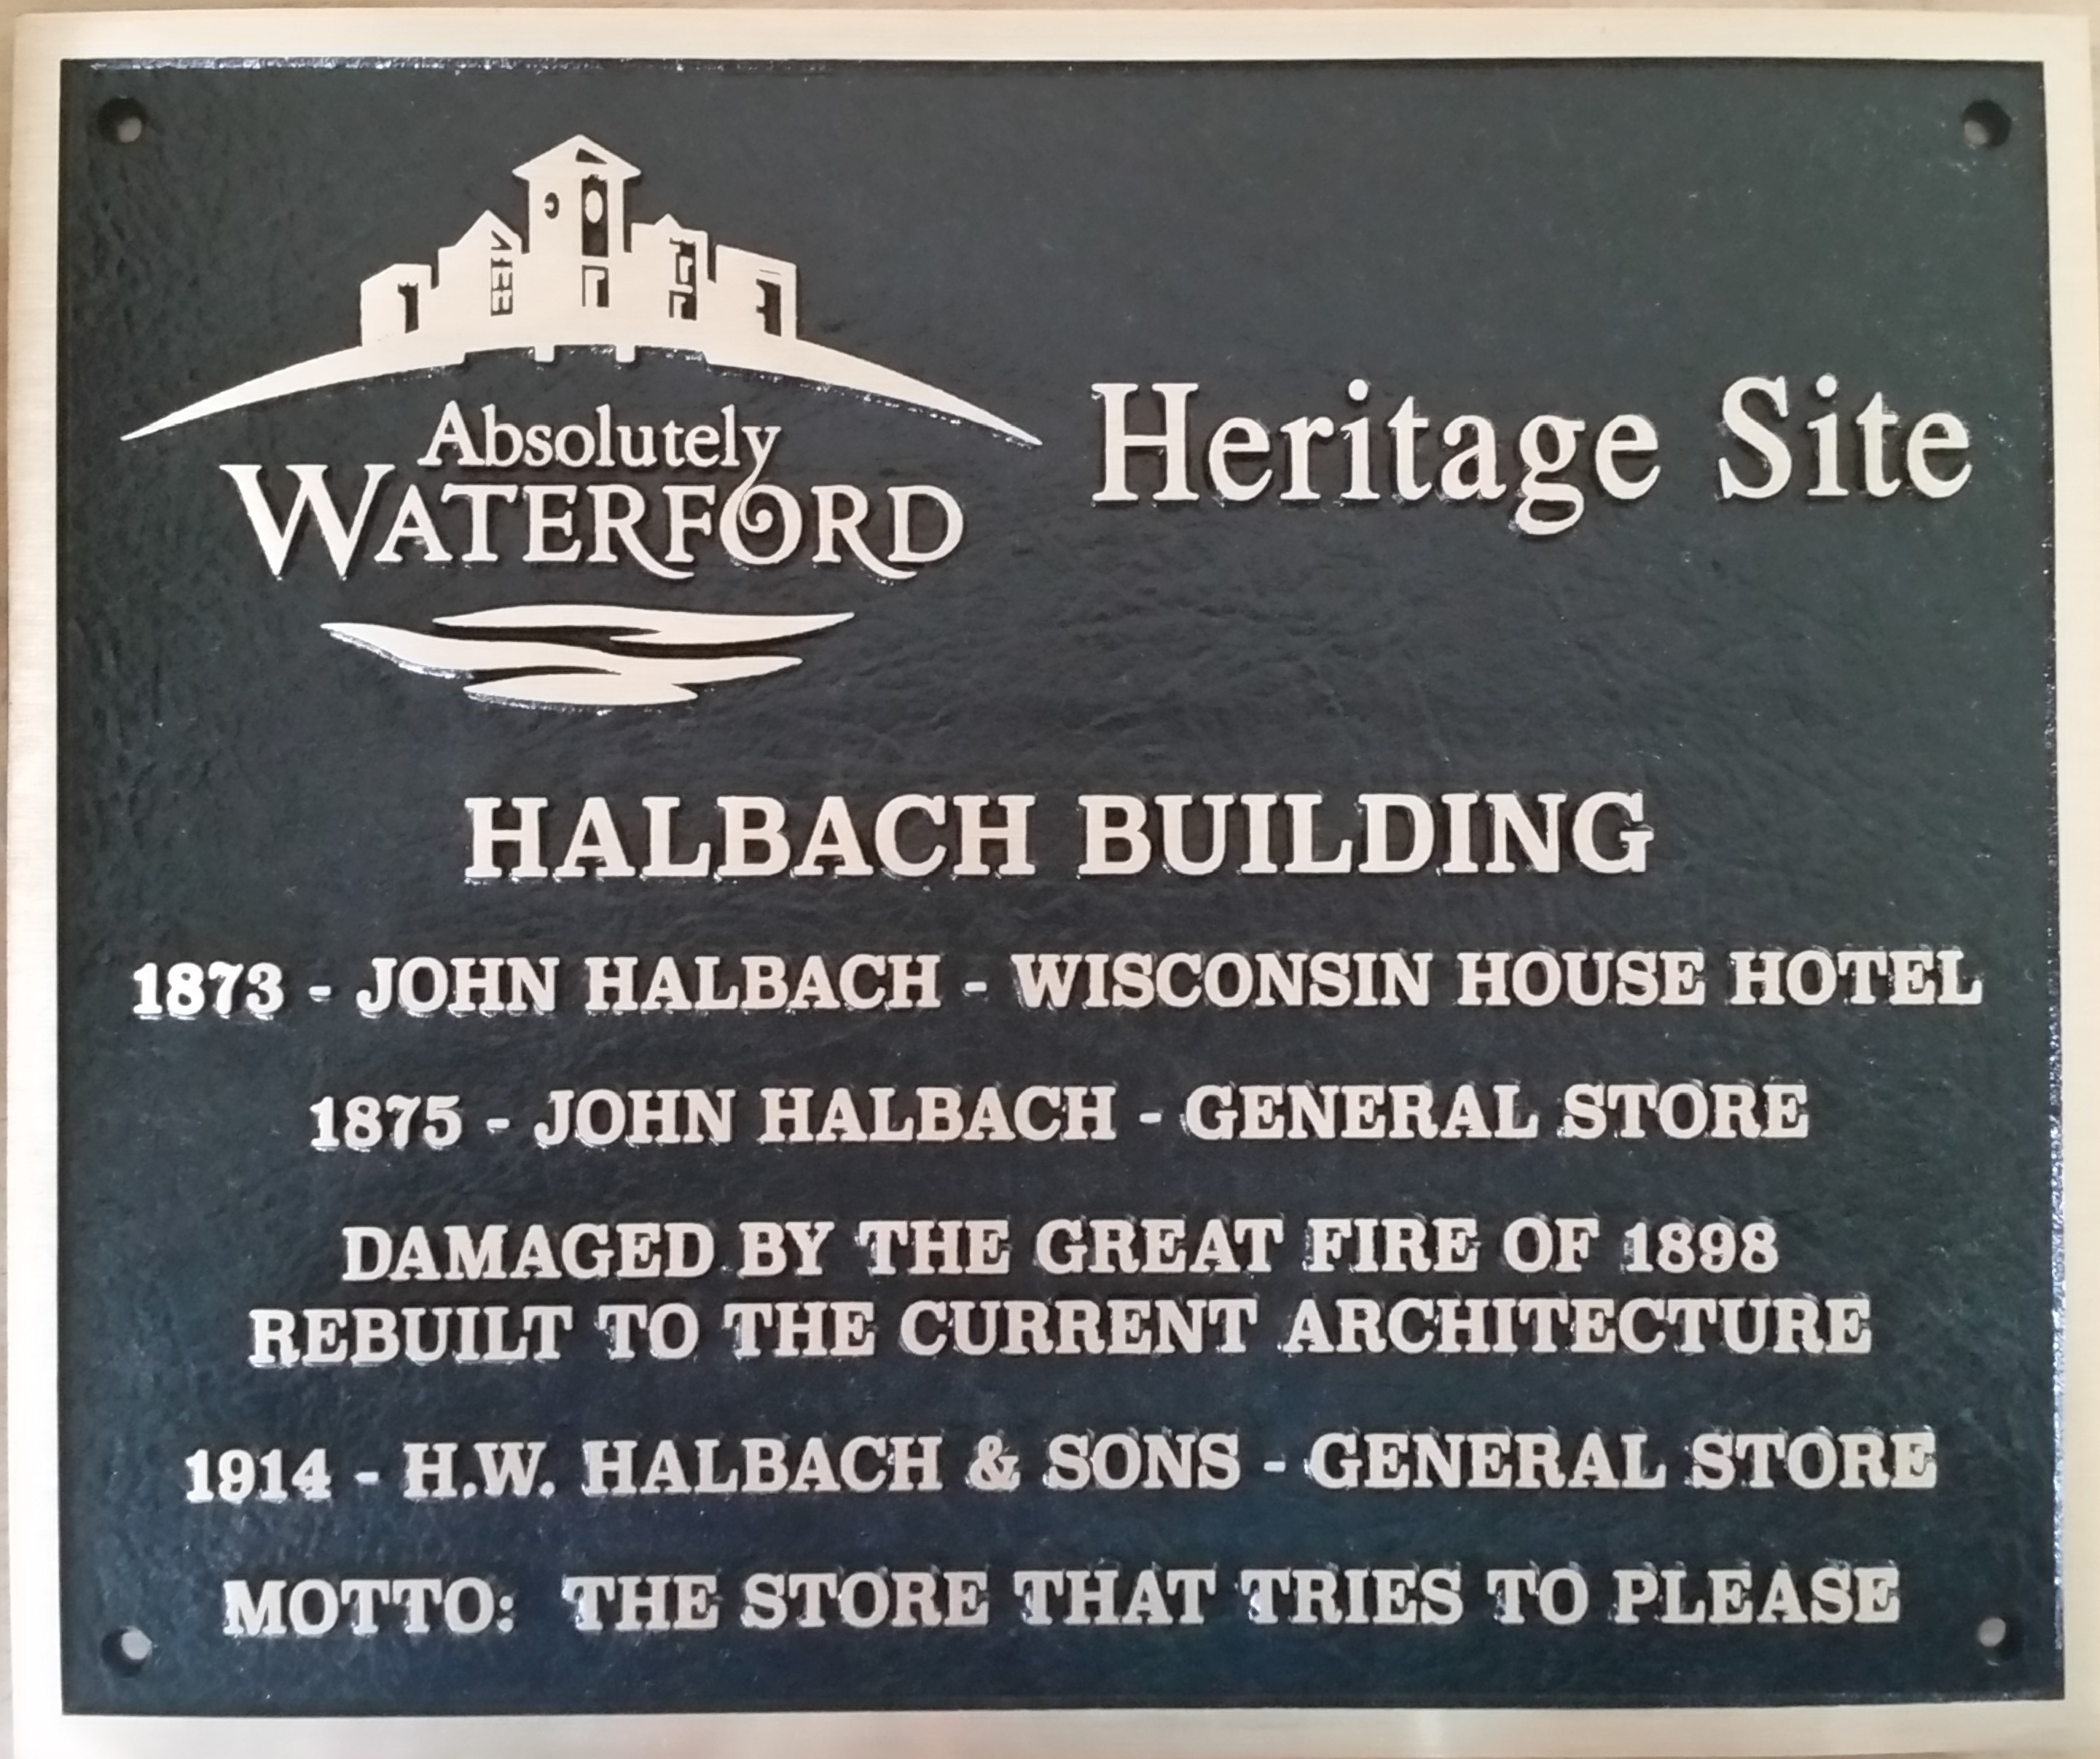 Absolutely
WATERFORD
Heritage Site
HALBACH BUILDING
1873 - JOHN HALBACH - WISCONSIN HOUSE HOTEL
1875 - JOHN HALBACH - GENERAL STORE
DAMAGED BY THE GREAT FIRE OF 1898
REBUILT TO THE CURRENT ARCHITECTURE
1914 - H.W. HALBACH & SONS - GENERAL STORE
MOTTO: THE STORE THAT TRIES TO PLEASE